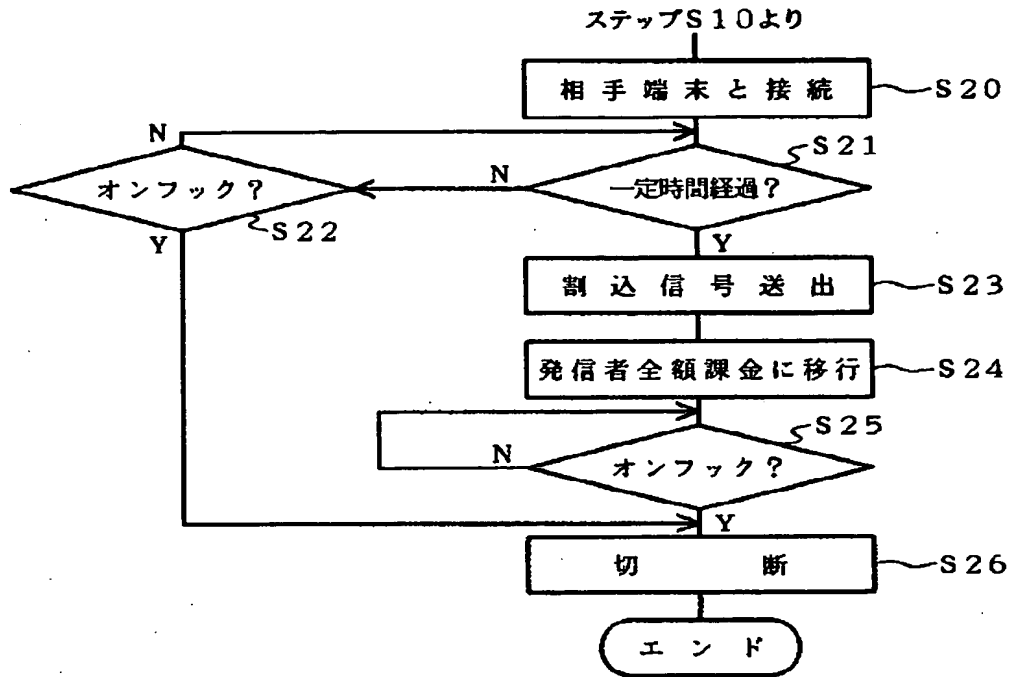 ステップS10より
相手端末と接続
S20
N
S21
一定時間経過?
N
オンフック?
S22
Y
Y
割込信号送出
S23
発信者全額課金に移行
S24
S25
N
オンフック?
Y
切断
S26
エンド